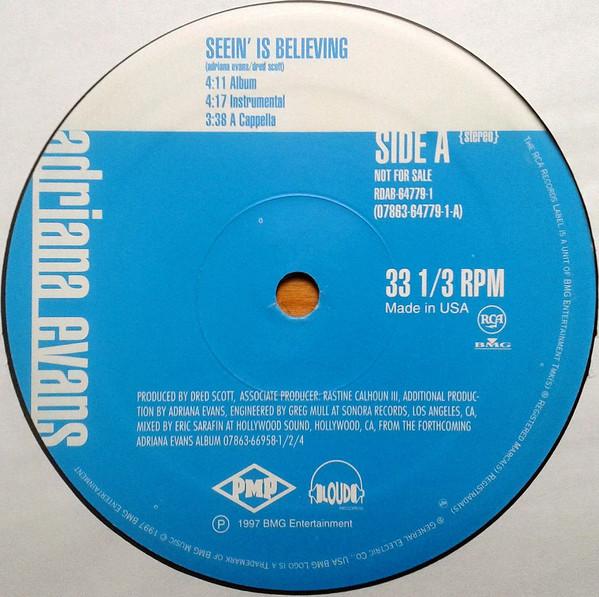 SEEIN' IS BELIEVING
(adriana evans/dred scott)
4:11 Album
4:17 Instrumental
3:38 A Cappella
adriana evans
SIDE A {stereo}
NOT FOR SALE
RDAB-64779-1
(07863-64779-1-A)
33 1/3 RPM
Made in USA
RCA
BMG
PRODUCED BY DRED SCOTT, ASSOCIATE PRODUCER: RASTINE CALHOUN III, ADDITIONAL PRODUC-
TION BY ADRIANA EVANS, ENGINEERED BY GREG MULL AT SONORA RECORDS, LOS ANGELES, CA,
MIXED BY ERIC SARAFIN AT HOLLYWOOD SOUND, HOLLYWOOD, CA, FROM THE FORTHCOMING
ADRIANA EVANS ALBUM 07863-66958-1/2/4
PMP
LOUD
RECORDS
P 1997 BMG Entertainment
THE RCA RECORDS LABEL IS A UNIT OF BMG ENTERTAINMENT TMK(S) ® REGISTERED MARCA(S) REGISTRADA(S)
® GENERAL ELECTRIC CO., USA BMG LOGO IS A TRADEMARK OF BMG MUSIC © 1997 BMG ENTERTAINMENT